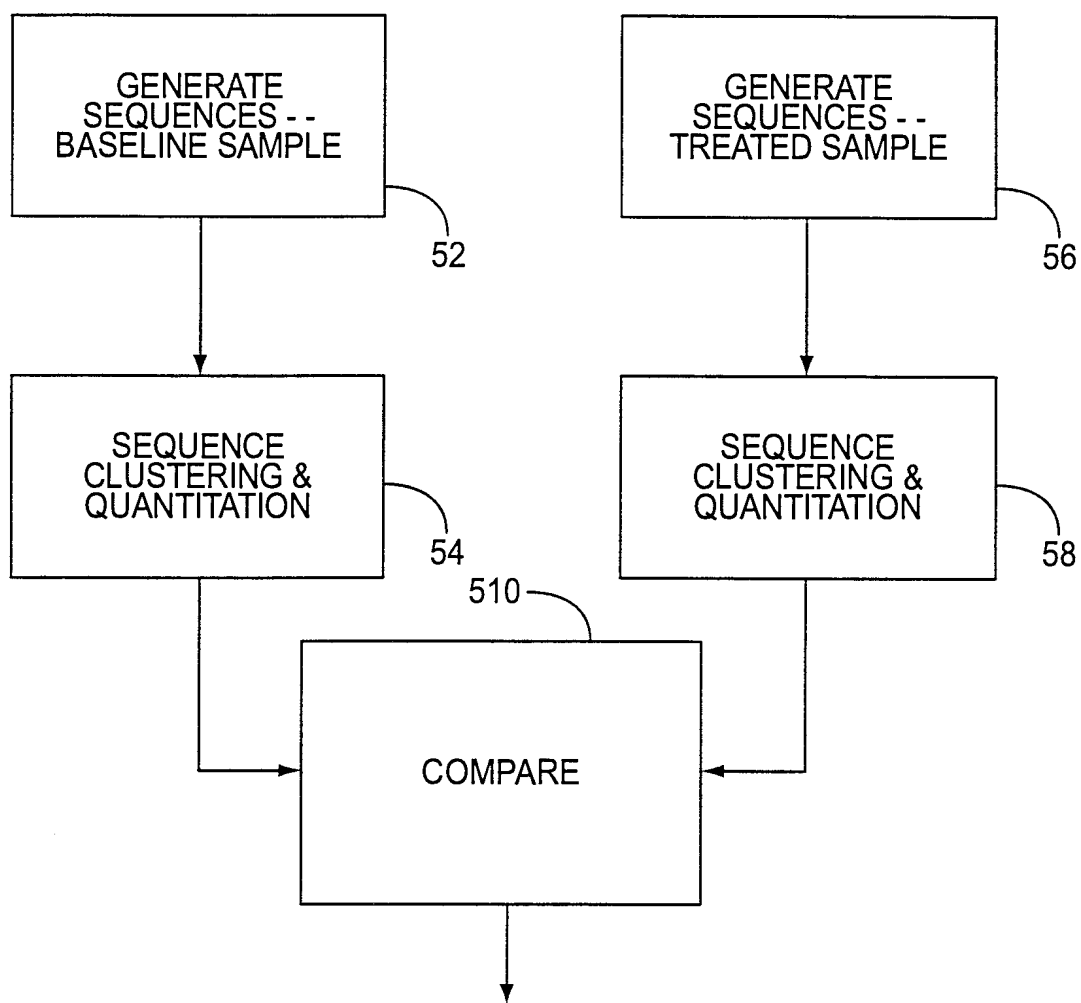 GENERATE
SEQUENCES - -
BASELINE SAMPLE
52
GENERATE
SEQUENCES - -
TREATED SAMPLE
56
SEQUENCE
CLUSTERING &
QUANTITATION
54
SEQUENCE
CLUSTERING &
QUANTITATION
58
510
COMPARE